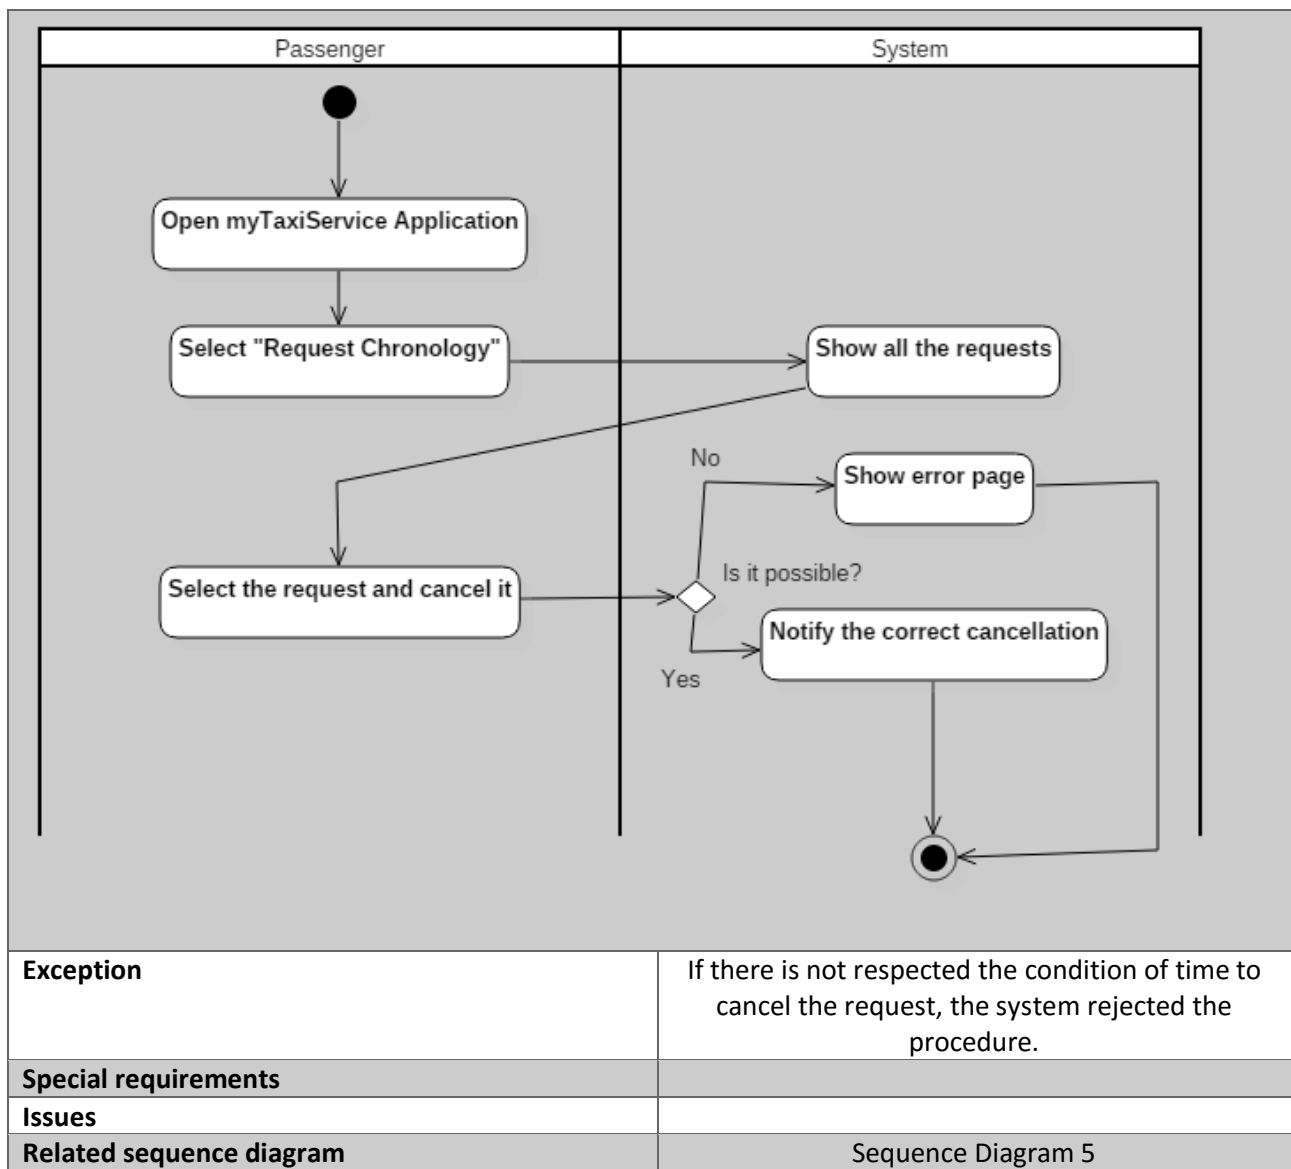 Passenger
System
Open myTaxiService Application
Select "Request Chronology"
Show all the requests
No
Show error page
Is it possible?
Select the request and cancel it
Notify the correct cancellation
Yes
Exception
If there is not respected the condition of time to
cancel the request, the system rejected the
procedure.
Special requirements
Issues
Related sequence diagram
Sequence Diagram 5